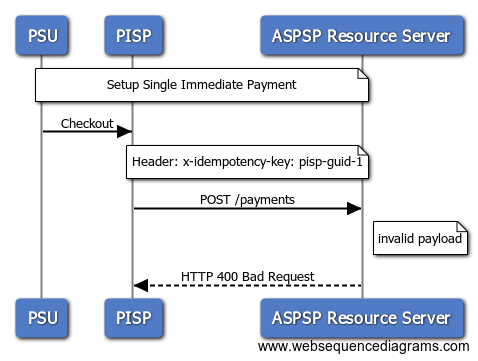 PSU PISP ASPSP Resource Server
Setup Single Immediate Payment
Checkout
Header: x-idempotency-key: pisp-guid-1
POST /payments
invalid payload
HTTP 400 Bad Request
PSU PISP ASPSP Resource Server
www.websequencediagrams.com